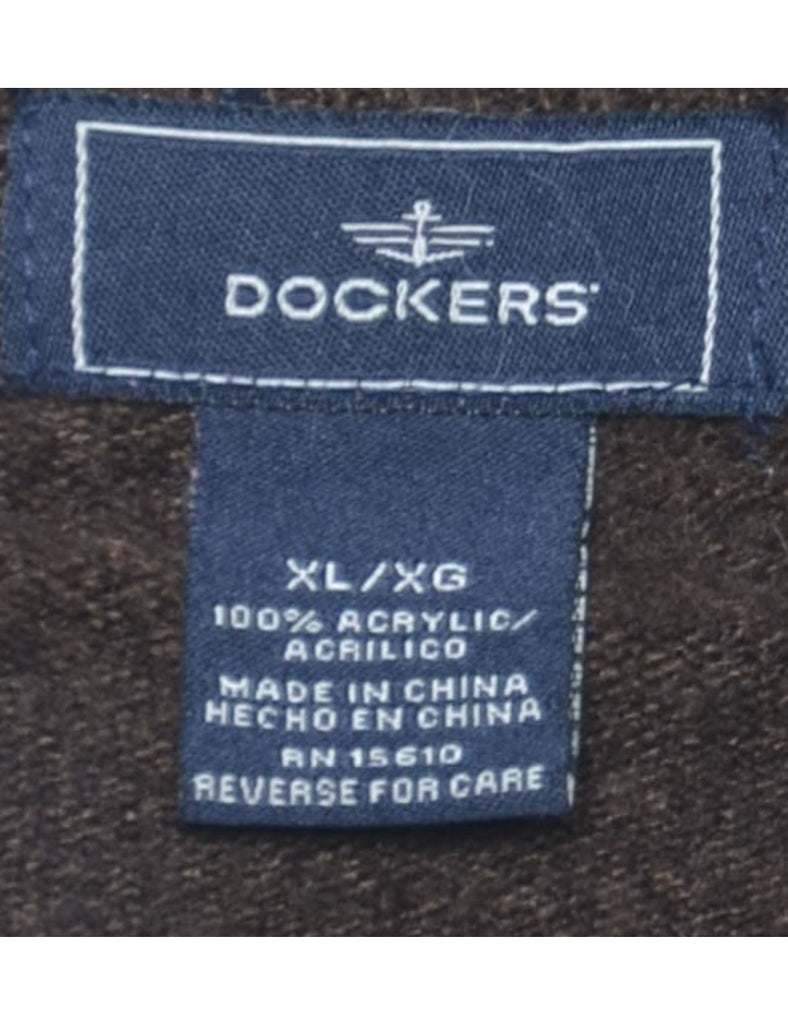 DOCKERS
XL/XG
100% ACRYLIC/
ACRILICO
MADE IN CHINA
HECHO EN CHINA
RN 15610
REVERSE FOR CARE